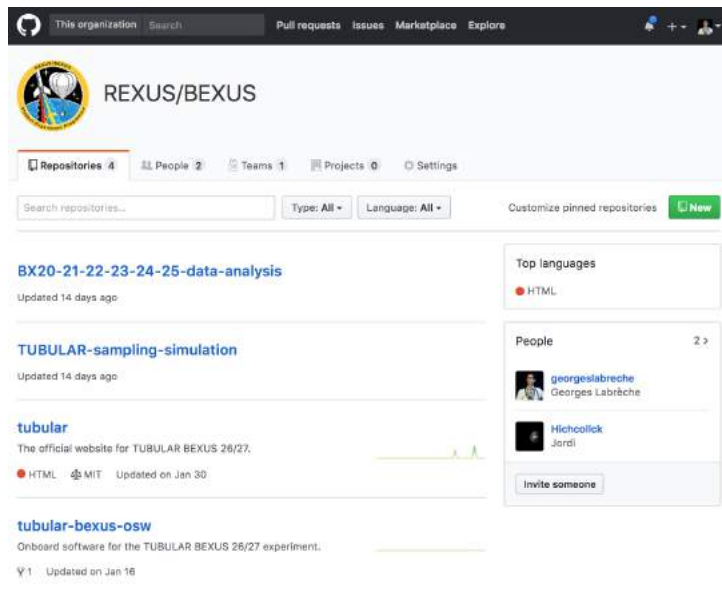 This organization Search Pull requests Issues Marketplace Explore
REXUS/BEXUS
Repositories 4 People 2 Teams 1 Projects 0 Settings
Search repositories... Type: All Language: All Customize pinned repositories New
BX20-21-22-23-24-25-data-analysis
Updated 14 days ago
TUBULAR-sampling-simulation
Updated 14 days ago
tubular
The official website for TUBULAR BEXUS 26/27.
HTML MIT Updated on Jan 30
tubular-bexus-osw
Onboard software for the TUBULAR BEXUS 26/27 experiment.
1 Updated on Jan 16
Top languages
HTML
People 2 >
georgeslabreche
Georges Labrèche
Hichcollck
Jordi
Invite someone